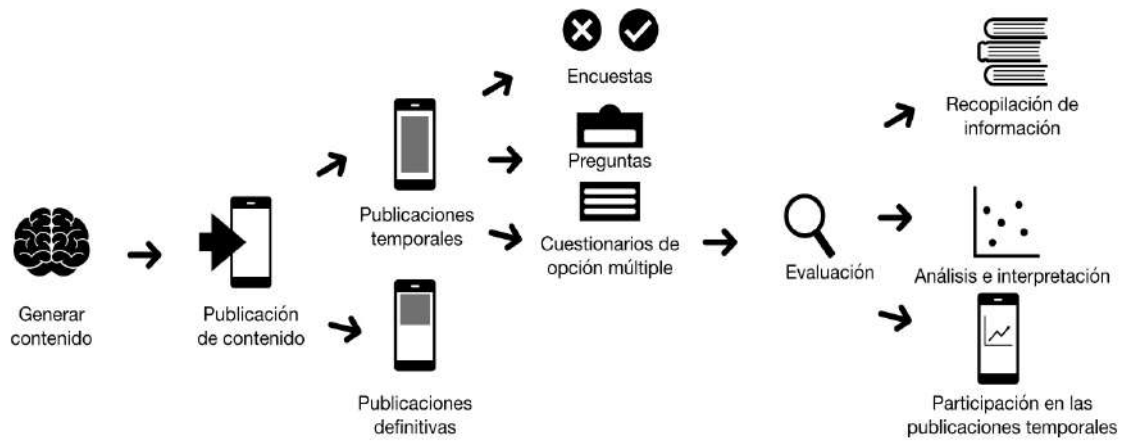 Generar
contenido
Publicación
de contenido
Publicaciones
temporales
Publicaciones
definitivas
Encuestas
Preguntas
Cuestionarios de
opción múltiple
Evaluación
Recopilación de
información
Análisis e interpretación
Participación en las
publicaciones temporales